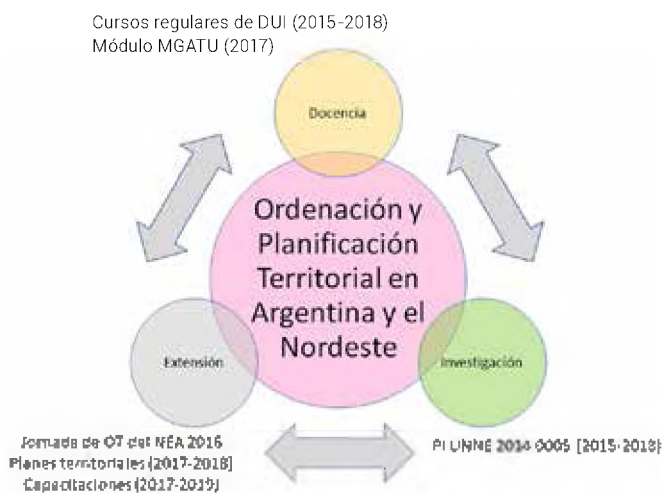 Cursos regulares de DUI (2015-2018)
Módulo MGATU (2017)
Docencia
Ordenación y
Planificación
Territorial en
Argentina y el
Nordeste
Extensión
Investigación
Jornada de OT del NEA 2016
Planes territoriales (2017-2018)
Capacitaciones (2017-2019)
PI UNNE 2014 0005 (2015-2018)